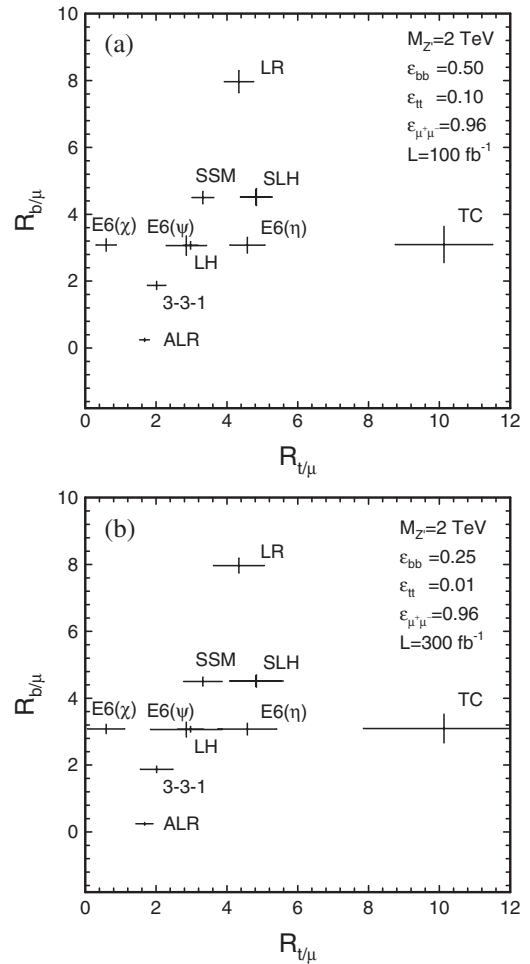 10
(a)
M_Z'=2 TeV
LR
8
ε_bb=0.50
ε_tt =0.10
ε_μ⁺μ⁻=0.96
6
L=100 fb⁻¹
SSM
SLH
R_b/μ
4
E6(χ)
E6(ψ)
E6(η)
TC
LH
2
3-3-1
ALR
0
0 2 4 6 8 10 12
R_t/μ
10
(b)
M_Z'=2 TeV
LR
8
ε_bb=0.25
ε_tt =0.01
ε_μ⁺μ⁻=0.96
6
L=300 fb⁻¹
SSM
SLH
R_b/μ
4
E6(χ)
E6(ψ)
E6(η)
TC
LH
2
3-3-1
ALR
0
0 2 4 6 8 10 12
R_t/μ